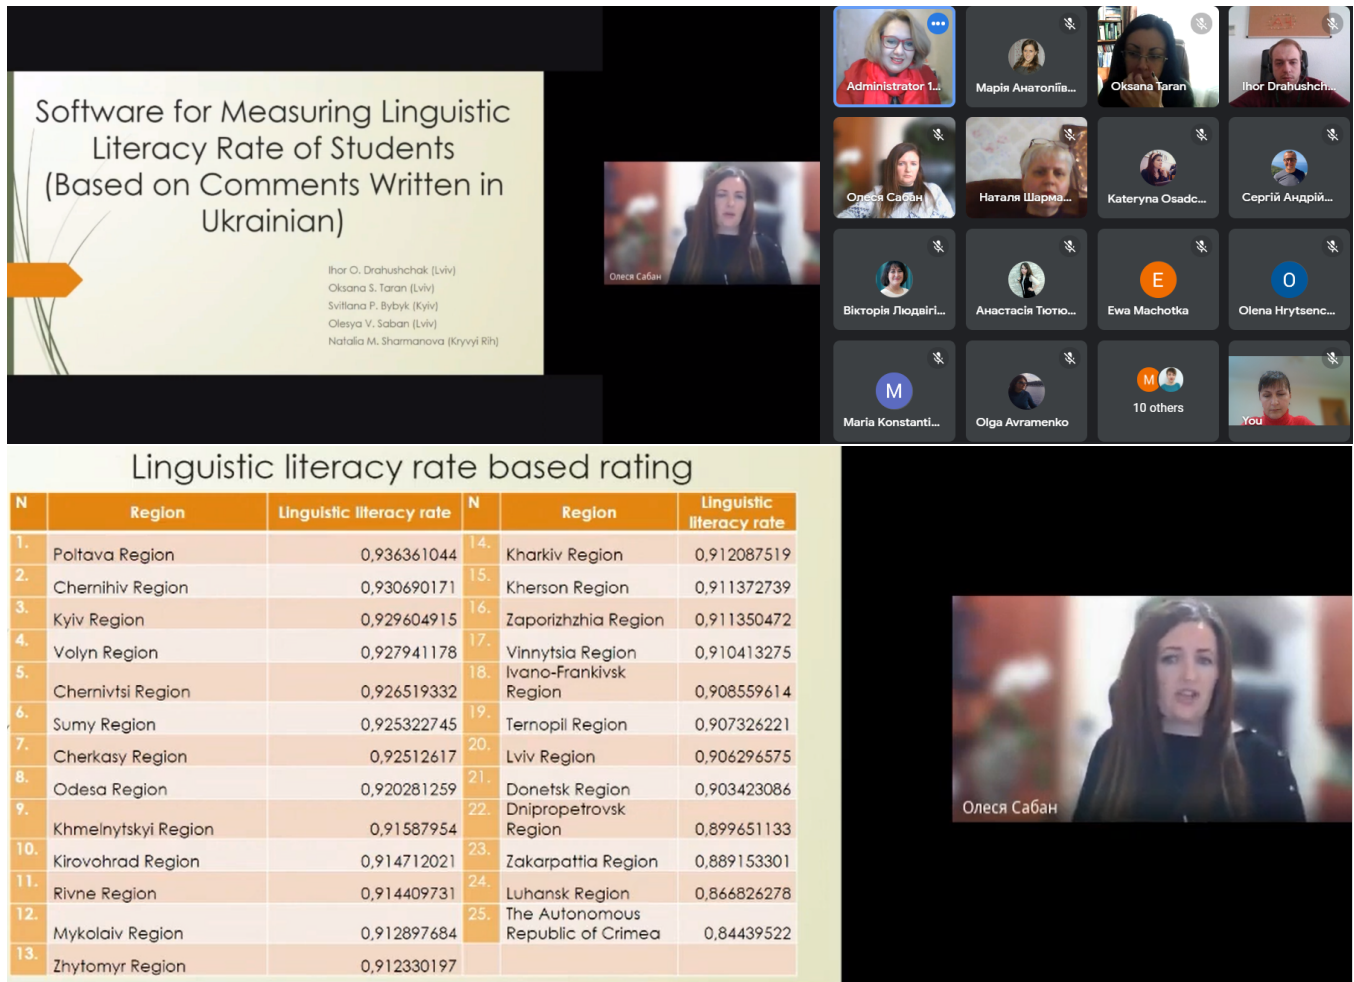 Software for Measuring Linguistic
Literacy Rate of Students
(Based on Comments Written in
Ukrainian)
Ihor O. Drahushchak (Lviv)
Oksana S. Taran (Lviv)
Svitlana P. Bybyk (Kyiv)
Olesya V. Saban (Lviv)
Natalia M. Sharmanova (Kryvyi Rih)
Олеся Сабан
Administrator 1...
Марія Анатоліїв...
Oksana Taran
Ihor Drahushch...
Олеся Сабан
Наталя Шарма...
Kateryna Osadc...
Сергій Андрій...
Вікторія Людвігі...
Анастасія Тютю...
E
Ewa Machotka
O
Olena Hrytsenc...
M
Maria Konstanti...
Olga Avramenko
M
10 others
You
Linguistic literacy rate based rating
N Region Linguistic literacy rate N Region Linguistic literacy rate
1. Poltava Region 0,936361044 14. Kharkiv Region 0,912087519
2. Chernihiv Region 0,930690171 15. Kherson Region 0,911372739
3. Kyiv Region 0,929604915 16. Zaporizhzhia Region 0,911350472
4. Volyn Region 0,927941178 17. Vinnytsia Region 0,910413275
5. Chernivtsi Region 0,926519332 18. Ivano-Frankivsk Region 0,908559614
6. Sumy Region 0,925322745 19. Ternopil Region 0,907326221
7. Cherkasy Region 0,92512617 20. Lviv Region 0,906296575
8. Odesa Region 0,920281259 21. Donetsk Region 0,903423086
9. Khmelnytskyi Region 0,91587954 22. Dnipropetrovsk Region 0,899651133
10. Kirovohrad Region 0,914712021 23. Zakarpattia Region 0,889153301
11. Rivne Region 0,914409731 24. Luhansk Region 0,866826278
12. Mykolaiv Region 0,912897684 25. The Autonomous Republic of Crimea 0,84439522
13. Zhytomyr Region 0,912330197
Олеся Сабан